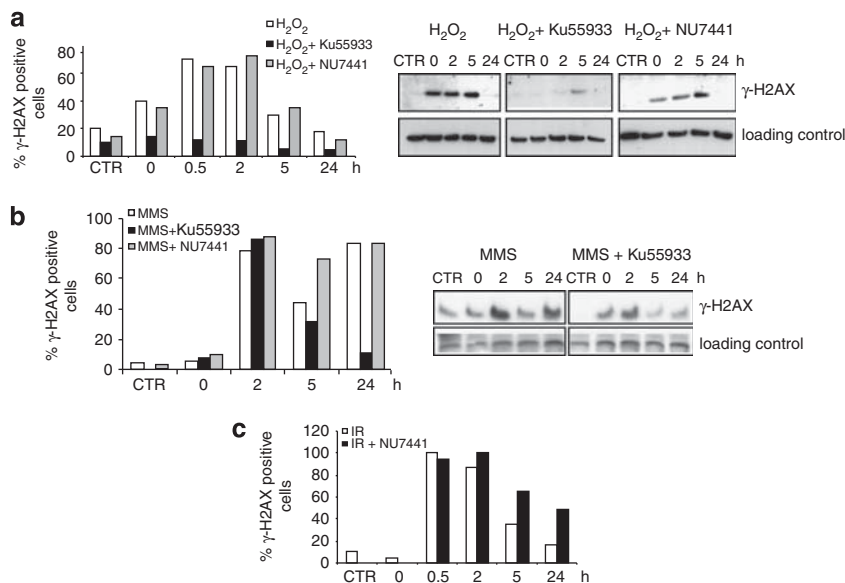 a
% γ-H2AX positive cells
80
60
40
20
0
H₂O₂
H₂O₂+ Ku55933
H₂O₂+ NU7441
CTR 0 0.5 2 5 24 h
H₂O₂ H₂O₂+ Ku55933 H₂O₂+ NU7441
CTR 0 2 5 24 CTR 0 2 5 24 CTR 0 2 5 24 h
γ-H2AX
loading control
b
% γ-H2AX positive cells
100
80
60
40
20
0
MMS
MMS+Ku55933
MMS+ NU7441
CTR 0 2 5 24 h
MMS MMS + Ku55933
CTR 0 2 5 24 CTR 0 2 5 24 h
γ-H2AX
loading control
c
% γ-H2AX positive cells
120
100
80
60
40
20
0
IR
IR + NU7441
CTR 0 0.5 2 5 24 h